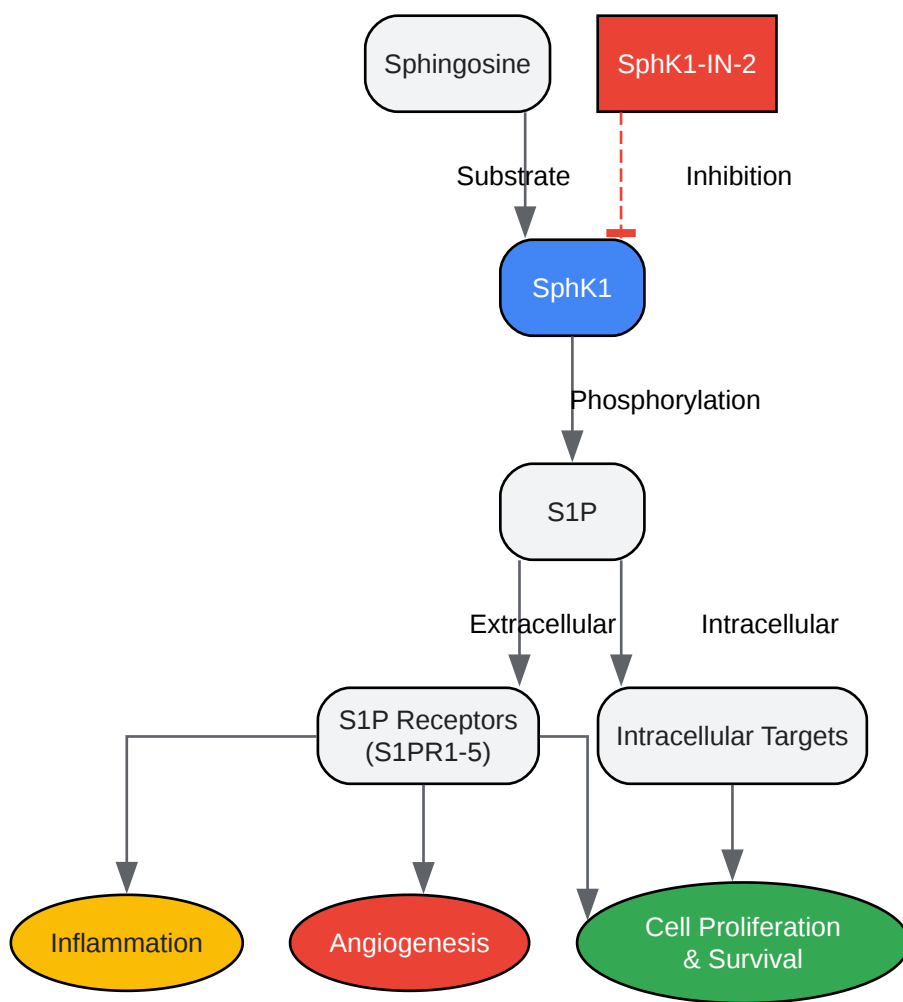 Sphingosine
SphK1-IN-2
Substrate
Inhibition
SphK1
Phosphorylation
S1P
Extracellular
Intracellular
S1P Receptors
(S1PR1-5)
Intracellular Targets
Inflammation
Angiogenesis
Cell Proliferation
& Survival